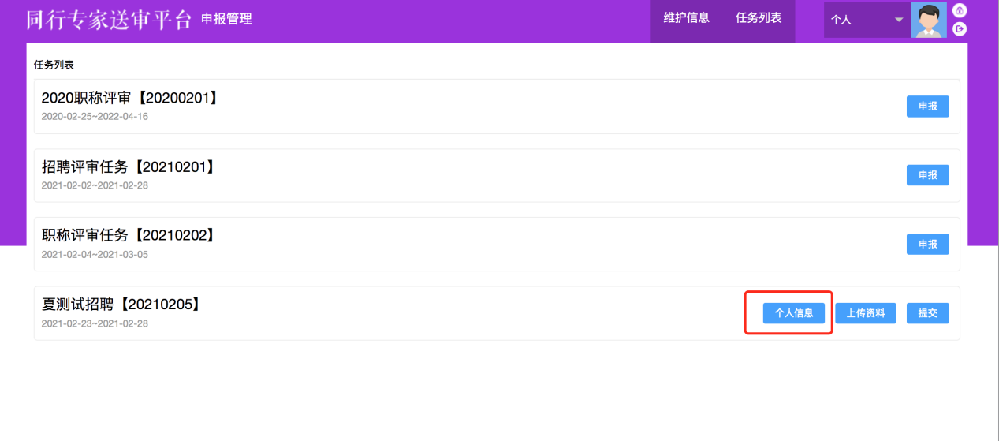 同行专家送审平台 申报管理 维护信息 任务列表 个人
任务列表
2020职称评审【20200201】
2020-02-25~2022-04-16
申报
招聘评审任务【20210201】
2021-02-02~2021-02-28
申报
职称评审任务【20210202】
2021-02-04~2021-03-05
申报
夏测试招聘【20210205】
2021-02-23~2021-02-28
个人信息 上传资料 提交